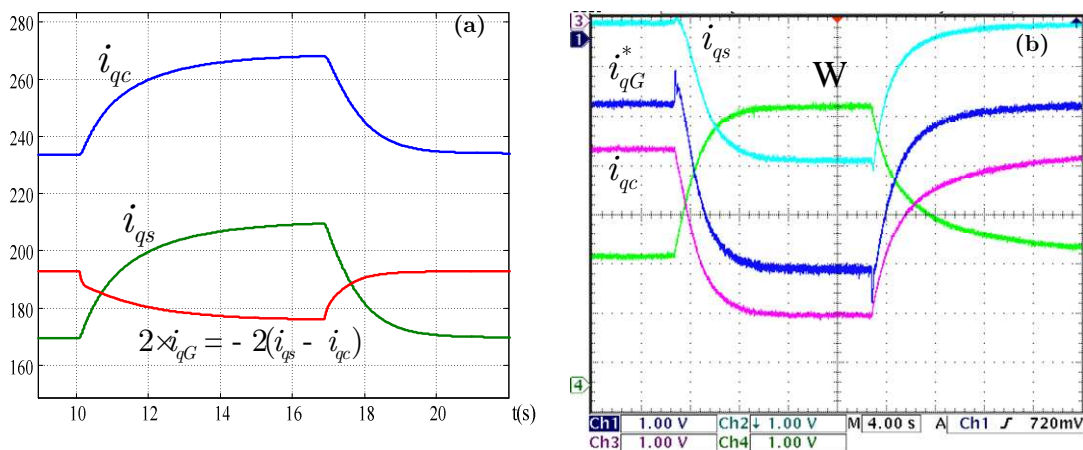 280
260
240
220
200
180
160
10 12 14 16 18 20 t(s)
(a)
i_qc
i_qs
2×i_qG = - 2(i_qs - i_qc)
3
1
4
i_qs
(b)
i*_qG
W
i_qc
Ch1 1.00 V Ch2 ↓ 1.00 V M 4.00 s A Ch1 ƒ 720mV
Ch3 1.00 V Ch4 1.00 V